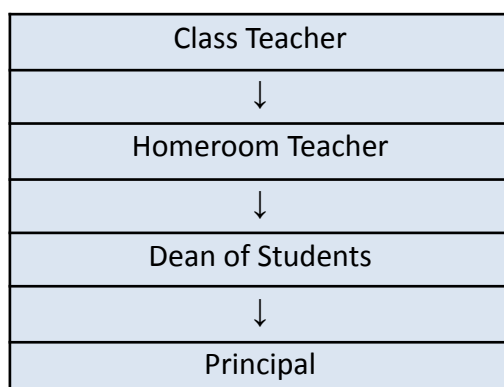 Class Teacher
↓
Homeroom Teacher
↓
Dean of Students
↓
Principal